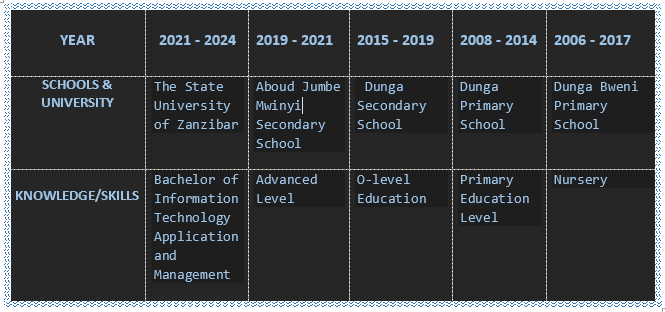 YEAR
2021 - 2024
2019 - 2021
2015 - 2019
2008 - 2014
2006 - 2017
SCHOOLS &
UNIVERSITY
The State
University
of Zanzibar
Aboud Jumbe
Mwinyi
Secondary
School
Dunga
Secondary
School
Dunga
Primary
School
Dunga Bweni
Primary
School
KNOWLEDGE/SKILLS
Bachelor of
Information
Technology
Application
and
Management
Advanced
Level
O-level
Education
Primary
Education
Level
Nursery